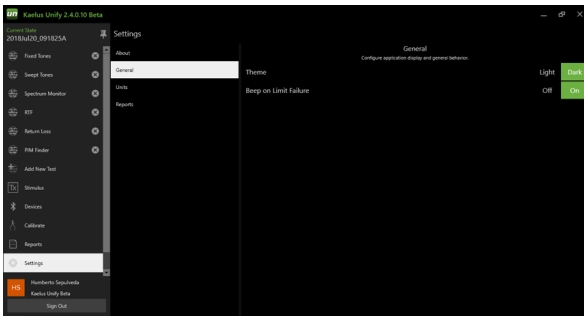 un Kaelus Unify 2.4.0.10 Beta
Current State
2018Jul20_091825A
Fixed Tones
Swept Tones
Spectrum Monitor
RTF
Return Loss
PIM Finder
Add New Test
Tx Stimulus
Devices
Calibrate
Reports
Settings
HS
Humberto Sepulveda
Kaelus Unify Beta
Sign Out
Settings
About
General
Units
Reports
General
Configure application display and general behavior.
Theme Light Dark
Beep on Limit Failure Off On